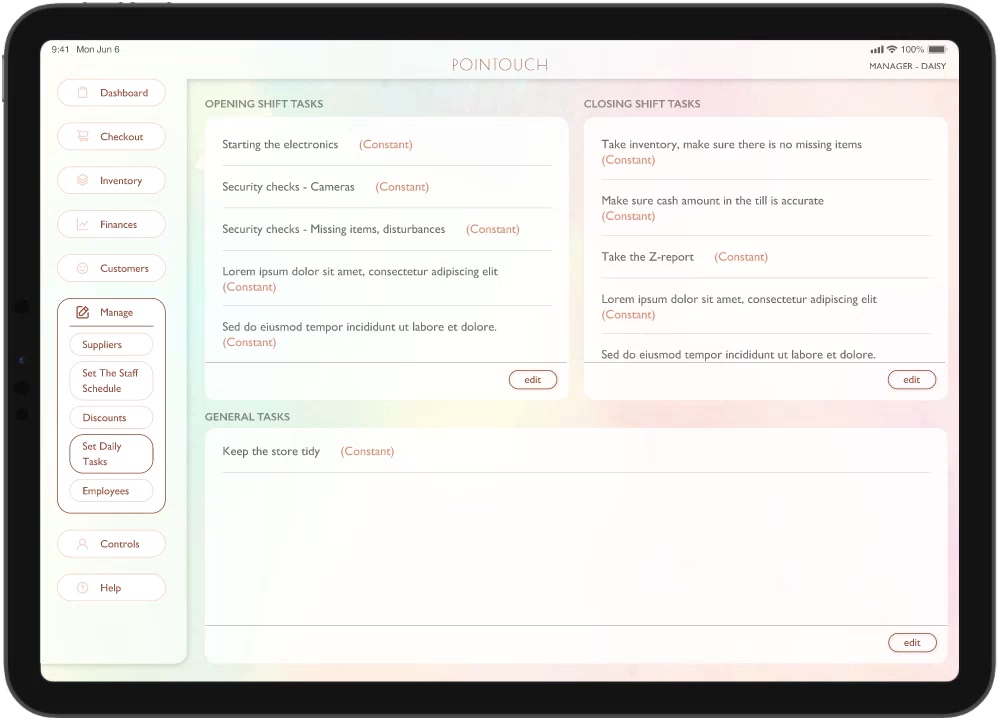 9:41 Mon Jun 6
100%
POINTOUCH
MANAGER - DAISY
Dashboard
Checkout
Inventory
Finances
Customers
Manage
Suppliers
Set The Staff
Schedule
Discounts
Set Daily
Tasks
Employees
Controls
Help
OPENING SHIFT TASKS
Starting the electronics (Constant)
Security checks - Cameras (Constant)
Security checks - Missing items, disturbances (Constant)
Lorem ipsum dolor sit amet, consectetur adipiscing elit
(Constant)
Sed do eiusmod tempor incididunt ut labore et dolore.
(Constant)
edit
CLOSING SHIFT TASKS
Take inventory, make sure there is no missing items
(Constant)
Make sure cash amount in the till is accurate
(Constant)
Take the Z-report (Constant)
Lorem ipsum dolor sit amet, consectetur adipiscing elit
(Constant)
Sed do eiusmod tempor incididunt ut labore et dolore.
edit
GENERAL TASKS
Keep the store tidy (Constant)
edit